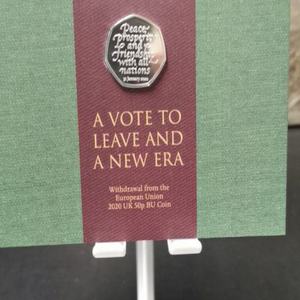 Peace,
prosperity
and
friendship
with all
nations
31 January 2020
A VOTE TO
LEAVE AND
A NEW ERA
Withdrawal from the
European Union
2020 UK 50p BU Coin